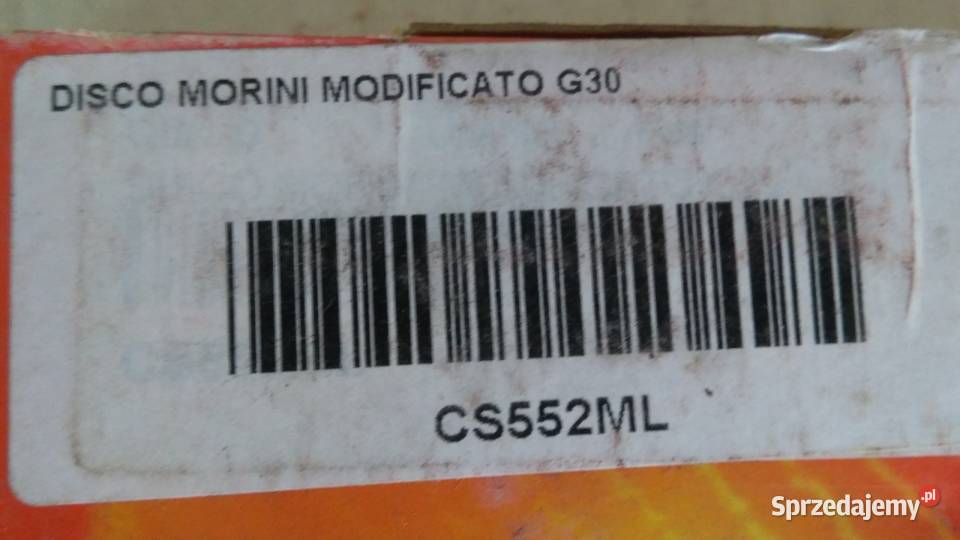 DISCO MORINI MODIFICATO G30
CS552ML
Sprzedajemy.pl